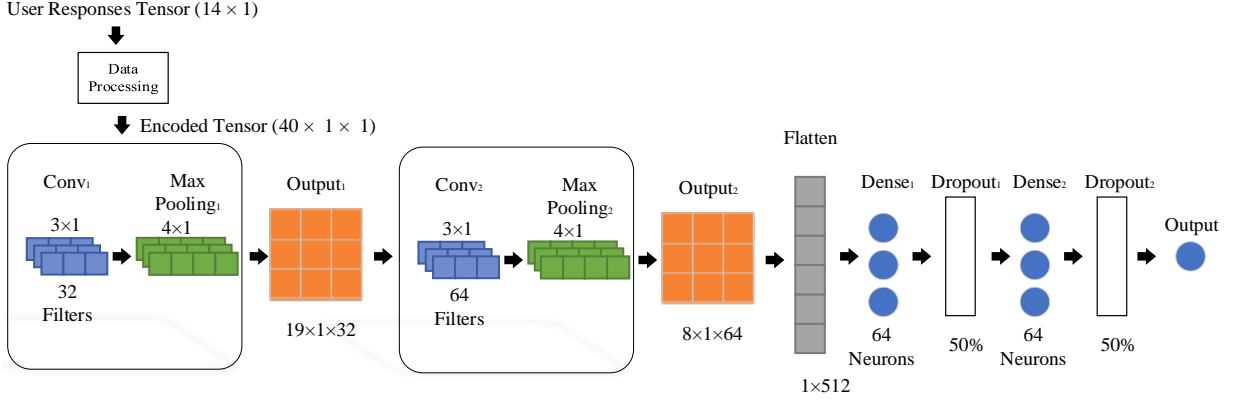 User Responses Tensor (14 × 1)
Data
Processing
Encoded Tensor (40 × 1 × 1)
Conv₁
3×1
32
Filters
Max
Pooling₁
4×1
Output₁
19×1×32
Conv₂
3×1
64
Filters
Max
Pooling₂
4×1
Output₂
8×1×64
Flatten
1×512
Dense₁
64
Neurons
Dropout₁
50%
Dense₂
64
Neurons
Dropout₂
50%
Output